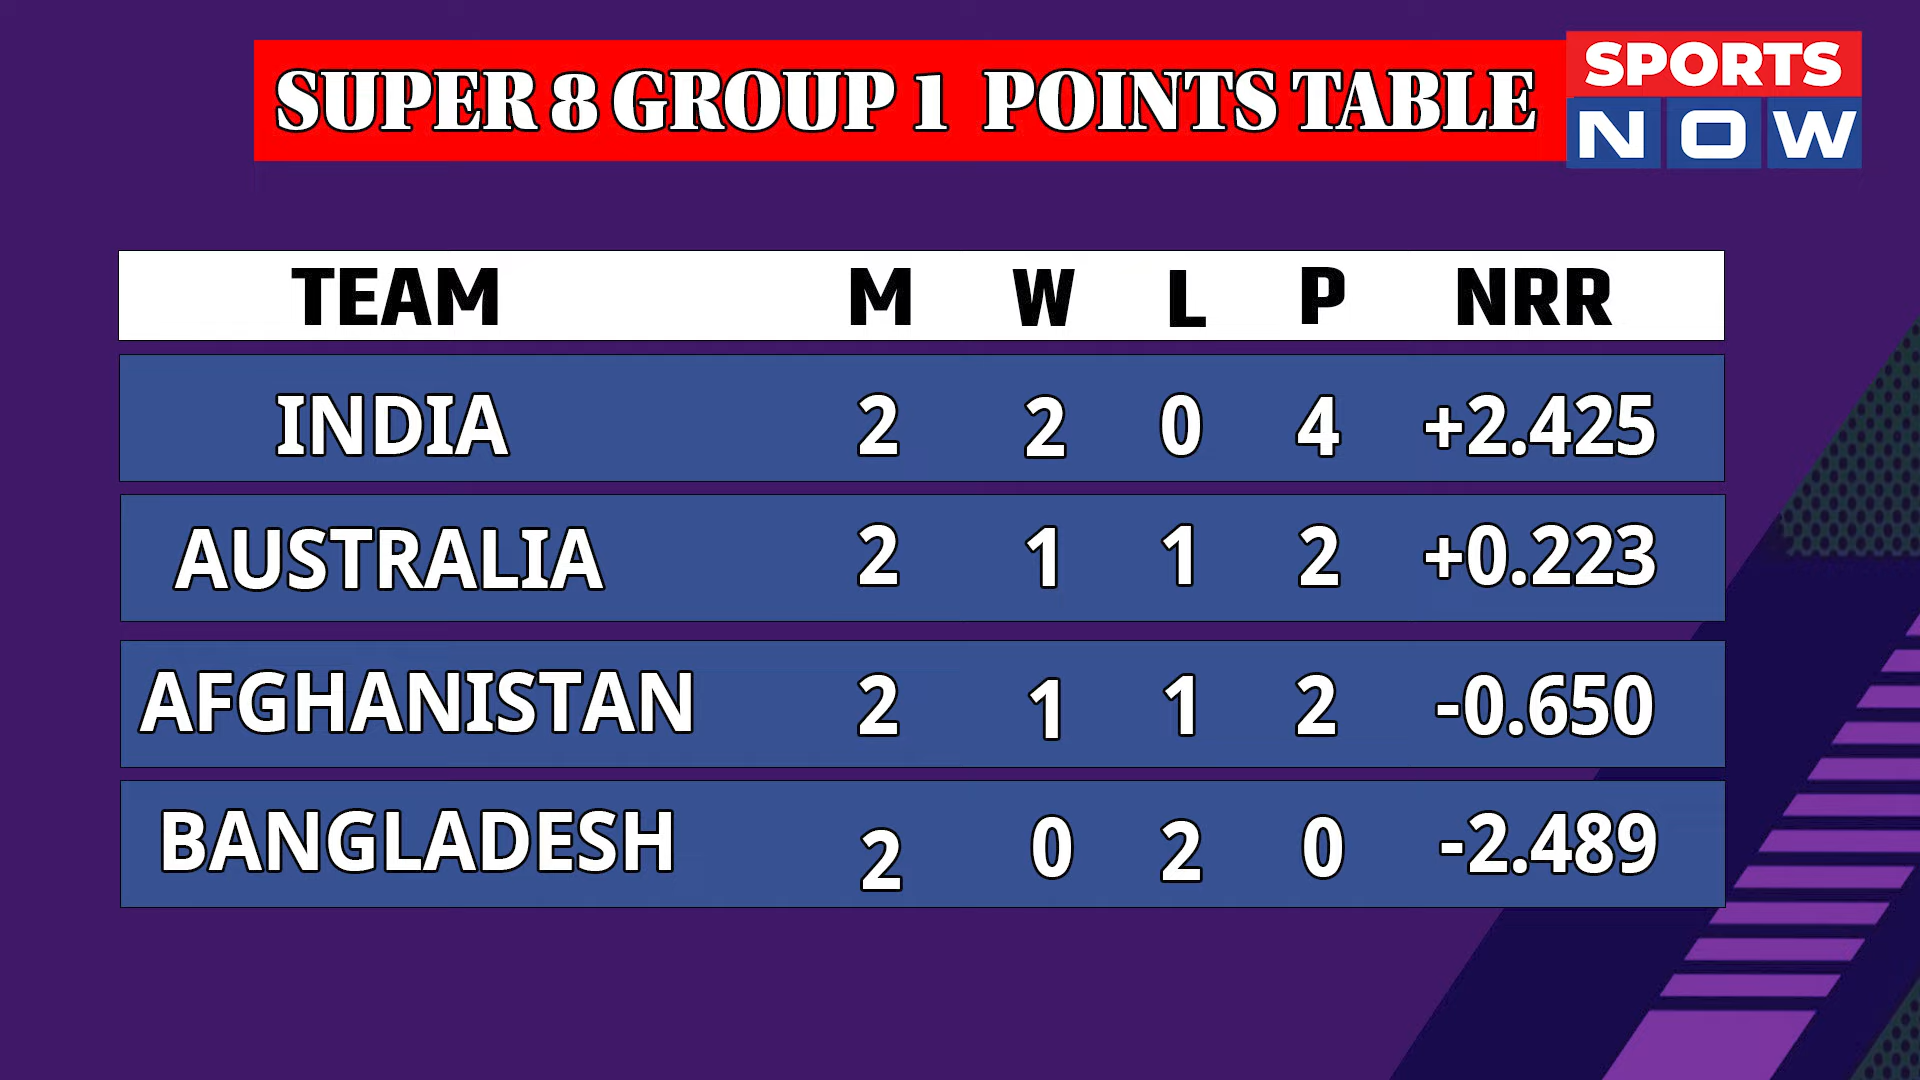 SUPER 8 GROUP 1 POINTS TABLE
SPORTS
NOW
TEAM M W L P NRR
INDIA 2 2 0 4 +2.425
AUSTRALIA 2 1 1 2 +0.223
AFGHANISTAN 2 1 1 2 -0.650
BANGLADESH 2 0 2 0 -2.489